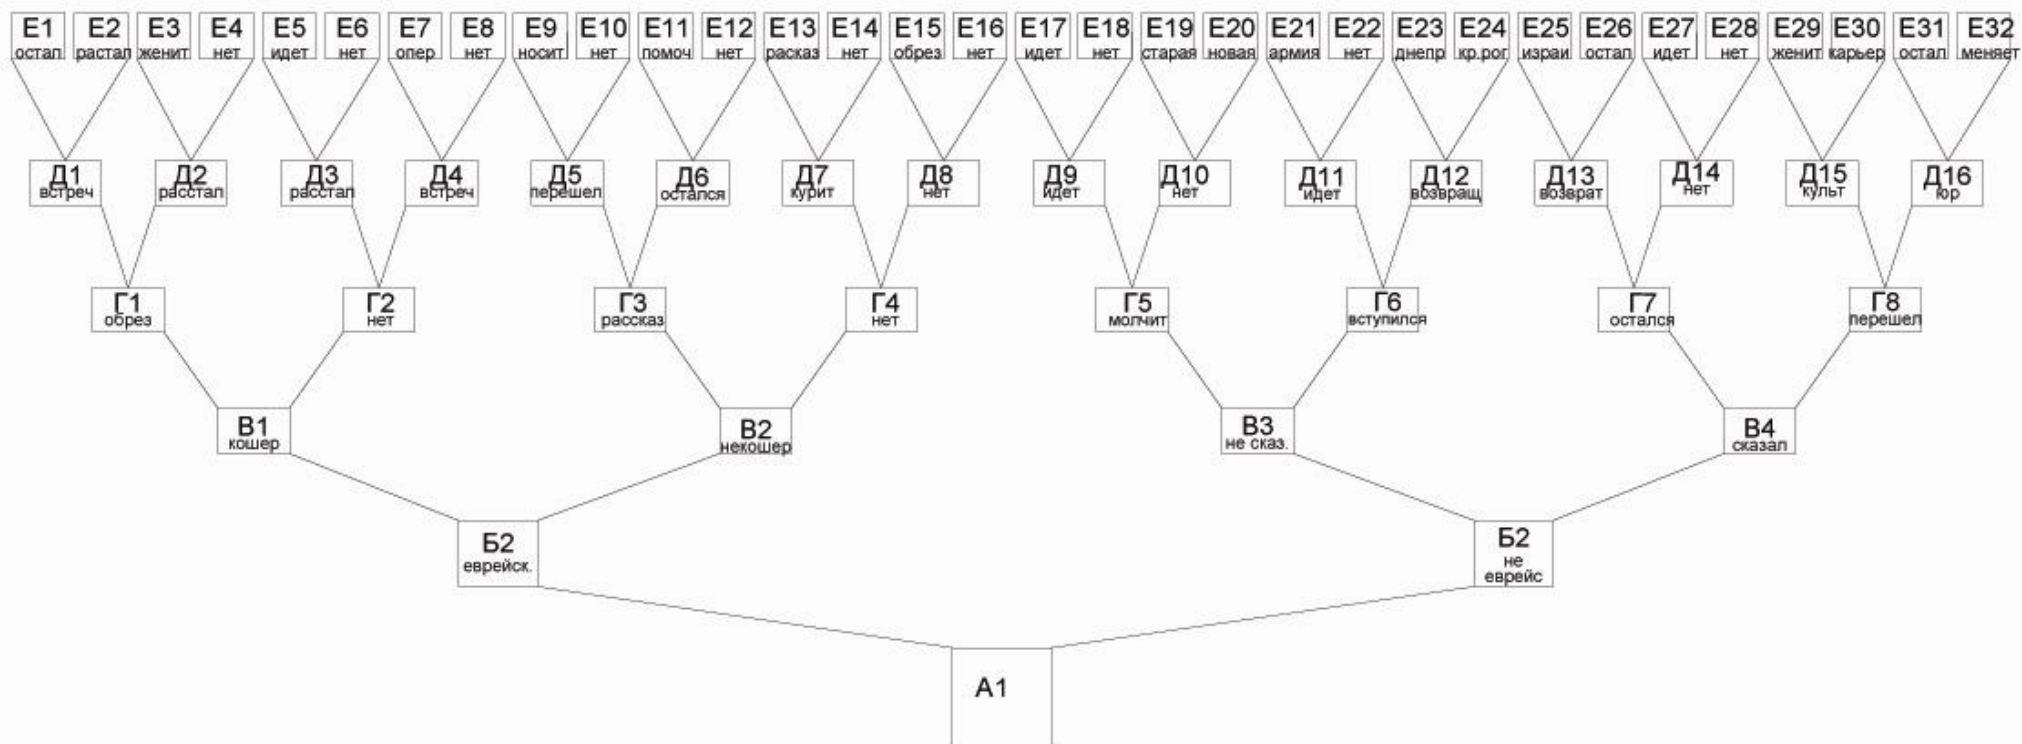 Е1 Е2 Е3 Е4 Е5 Е6 Е7 Е8 Е9 Е10 Е11 Е12 Е13 Е14 Е15 Е16 Е17 Е18 Е19 Е20 Е21 Е22 Е23 Е24 Е25 Е26 Е27 Е28 Е29 Е30 Е31 Е32
остал растал женит нет идет нет опер нет носит нет помоч нет расказ нет обрез нет идет нет старая новая армия нет днепр кр.рог израи остал идет нет женит карьер остал меняет
Д1 Д2 Д3 Д4 Д5 Д6 Д7 Д8 Д9 Д10 Д11 Д12 Д13 Д14 Д15 Д16
встреч расстал расстал встреч перешел остался курит нет идет нет идет возвращ возврат нет культ юр
Г1 Г2 Г3 Г4 Г5 Г6 Г7 Г8
обрез нет рассказ нет молчит вступился остался перешел
В1 В2 В3 В4
кошер некошер не сказ. сказал
Б2 Б2
еврейск. не
еврейс
А1